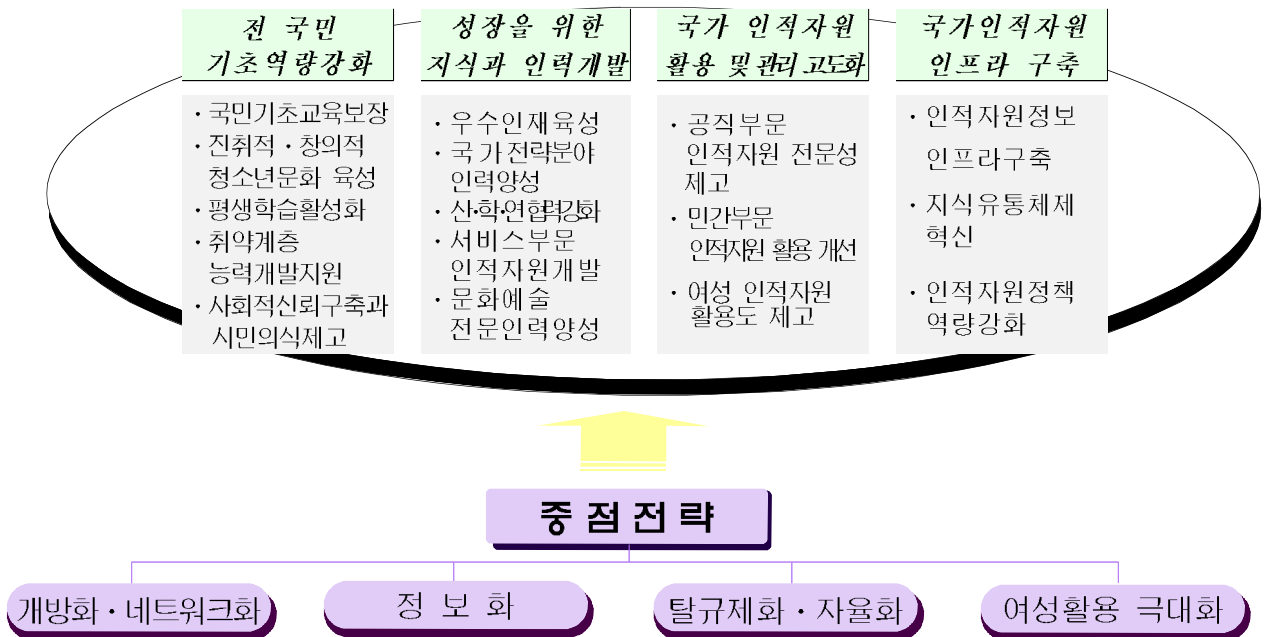 전 국민
기초역량강화
· 국민기초교육보장
· 진취적 · 창의적
청소년문화 육성
· 평생학습활성화
· 취약계층
능력개발지원
· 사회적신뢰구축과
시민의식제고
성장을 위한
지식과 인력개발
· 우수인재육성
· 국가전략분야
인력양성
· 산·학·연협력강화
· 서비스부문
인적자원개발
· 문화예술
전문인력양성
국가 인적자원
활용 및 관리 고도화
· 공직부문
인적자원 전문성
제고
· 민간부문
인적자원 활용 개선
· 여성 인적자원
활용도 제고
국가인적자원
인프라 구축
· 인적자원정보
인프라구축
· 지식유통체제
혁신
· 인적자원정책
역량강화
중점전략
개방화 · 네트워크화
정보화
탈규제화 · 자율화
여성활용 극대화